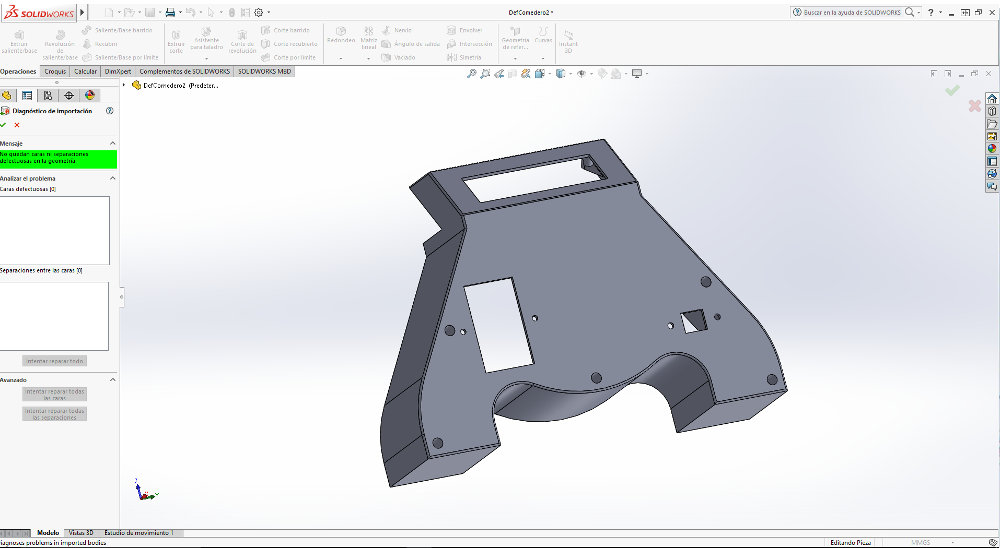 SOLIDWORKS
DefComedero2 *
Buscar en la ayuda de SOLIDWORKS
?
Extruir
saliente/base
Revolución
de
saliente/base
Saliente/Base barrido
Recubrir
Saliente/Base por límite
Extruir
corte
Asistente
para taladro
Corte de
revolución
Corte barrido
Corte recubierto
Corte por límite
Redondeo
Matriz
lineal
Nervio
Ángulo de salida
Vaciado
Envolver
Intersección
Simetría
Geometría
de refer...
Curvas
Instant
3D
Operaciones
Croquis
Calcular
DimXpert
Complementos de SOLIDWORKS
SOLIDWORKS MBD
DefComedero2 (Predeter...
Diagnóstico de importación
Mensaje
No quedan caras ni separaciones
defectuosas en la geometría.
Analizar el problema
Caras defectuosas [0]
Separaciones entre las caras [0]
Intentar reparar todo
Avanzado
Intentar reparar todas
las caras
Intentar reparar todas
las separaciones
Z
X
Y
Modelo
Vistas 3D
Estudio de movimiento 1
iagnoses problems in imported bodies
Editando Pieza
MMGS